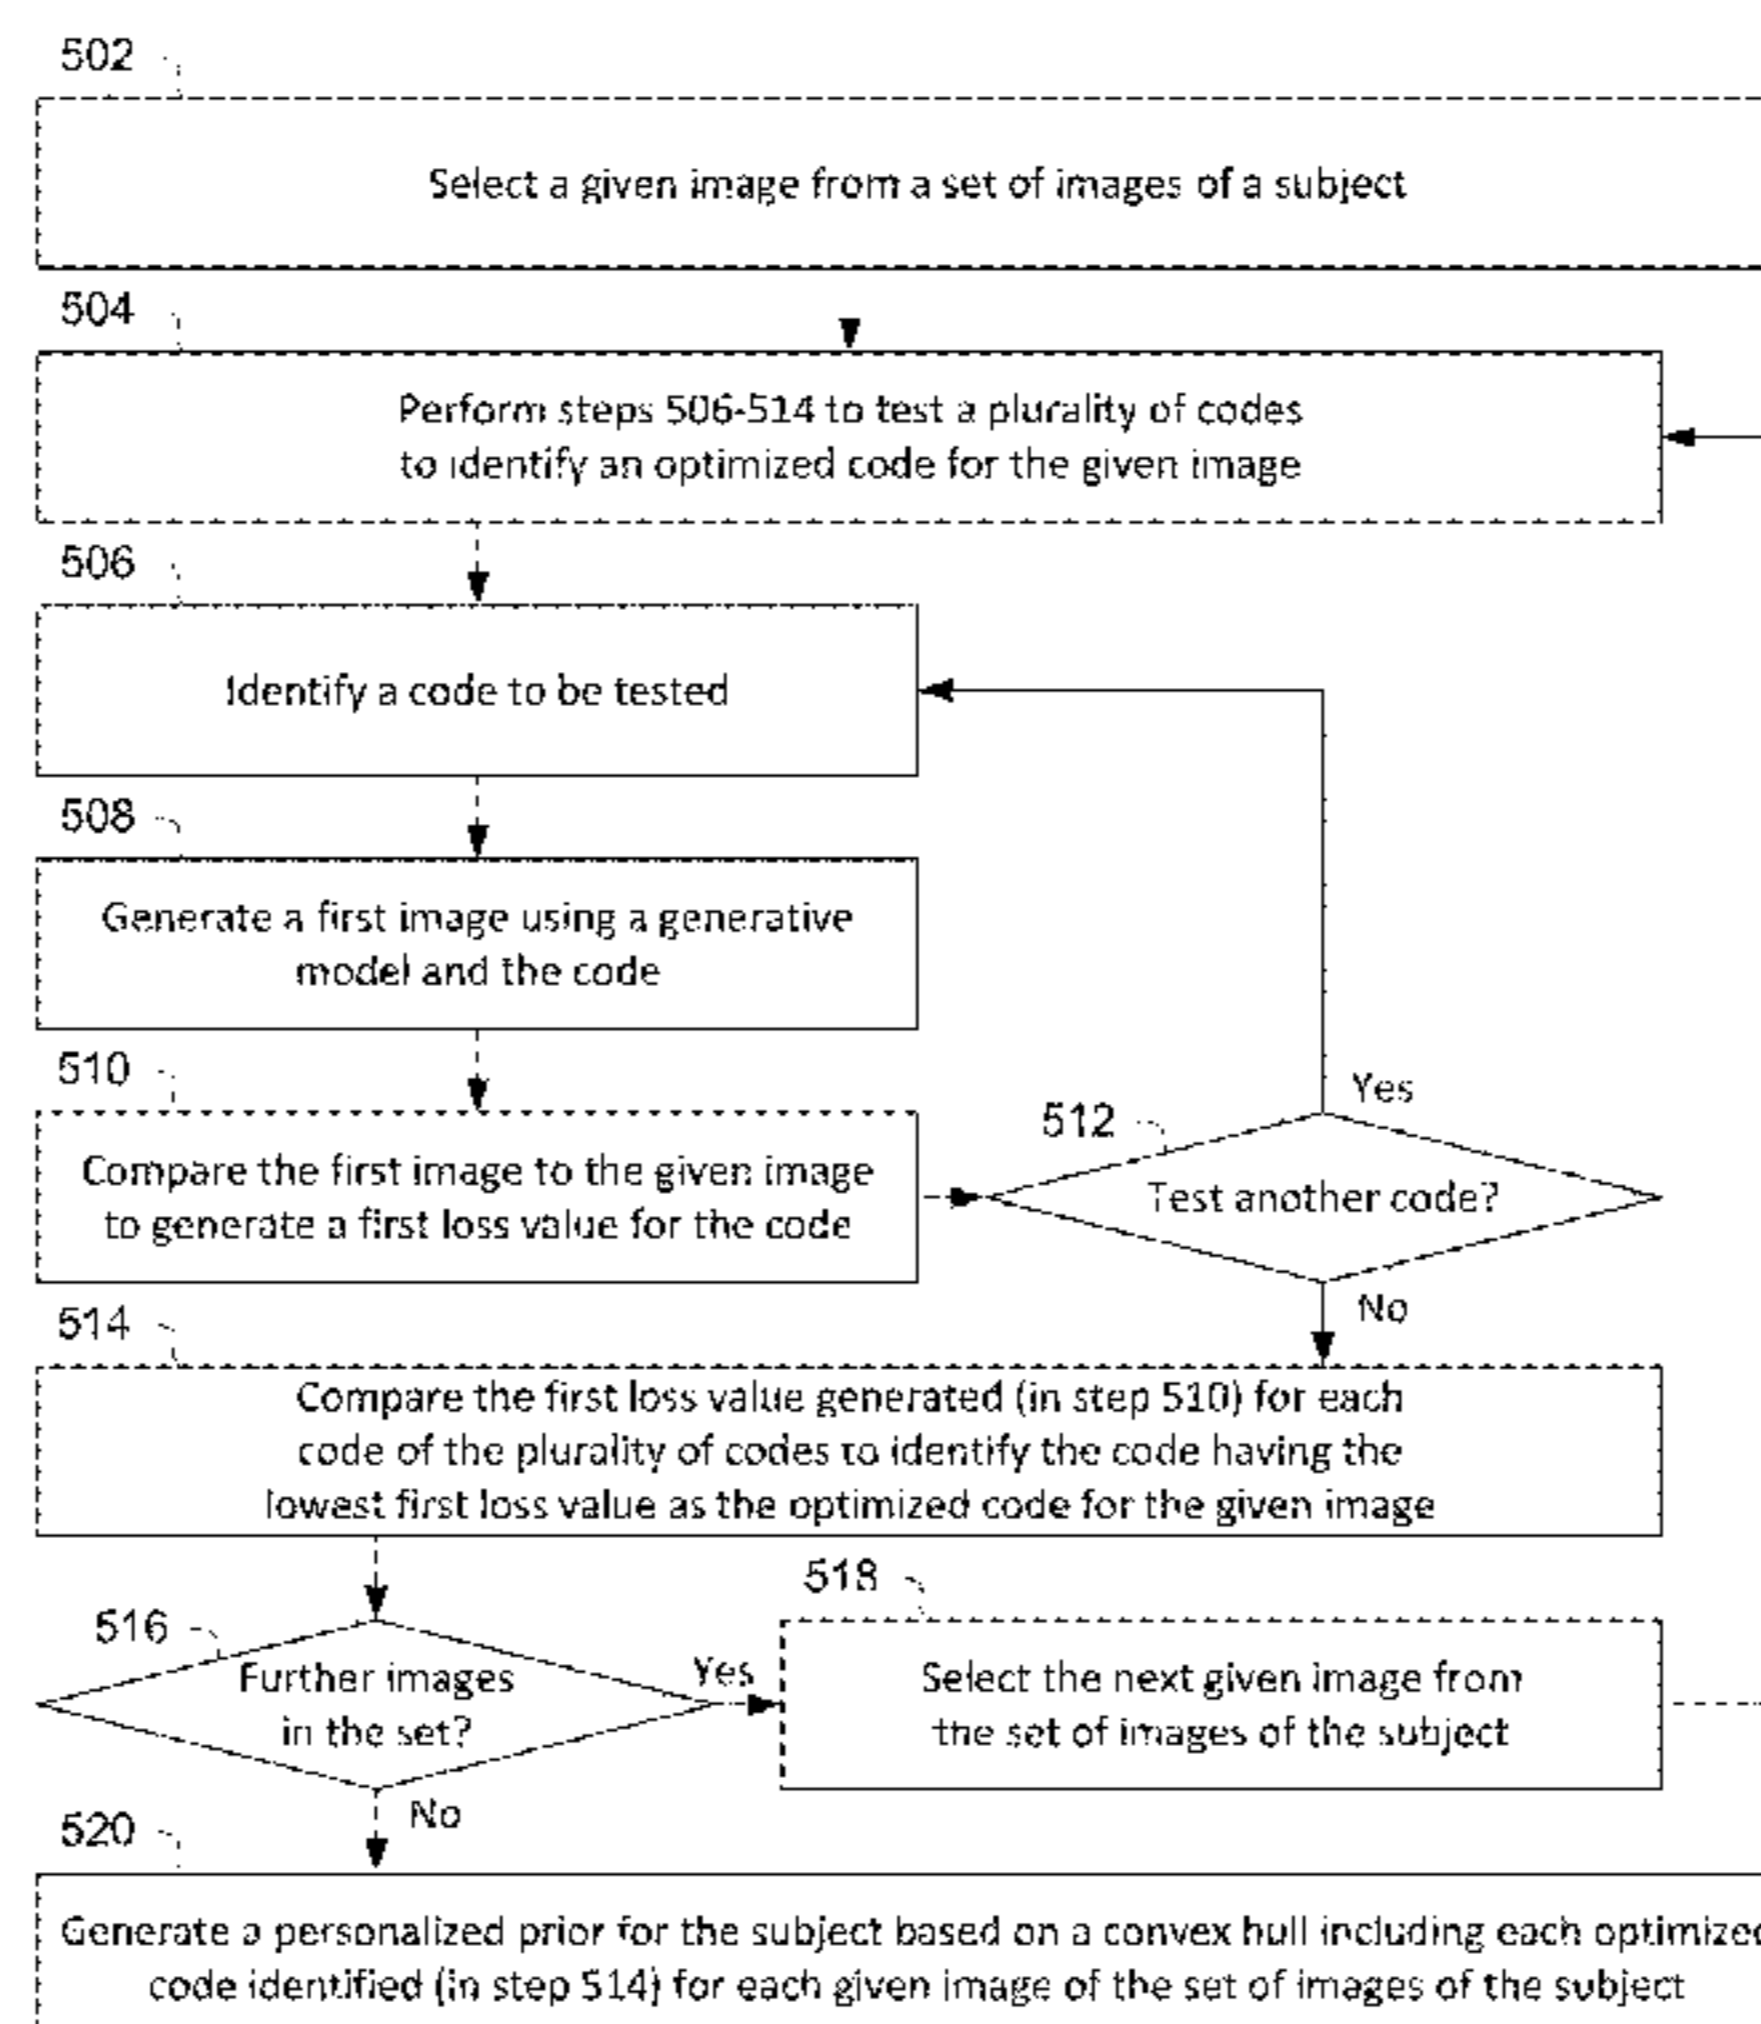 502
Select a given image from a set of images of a subject
504
Perform steps 506-514 to test a plurality of codes
to identify an optimized code for the given image
506
Identify a code to be tested
508
Generate a first image using a generative
model and the code
510
Compare the first image to the given image
to generate a first loss value for the code
512
Yes
Test another code?
No
514
Compare the first loss value generated (in step 510) for each
code of the plurality of codes to identify the code having the
lowest first loss value as the optimized code for the given image
516
Further images
in the set?
Yes
No
518
Select the next given image from
the set of images of the subject
520
Generate a personalized prior for the subject based on a convex hull including each optimized
code identified (in step 514) for each given image of the set of images of the subject